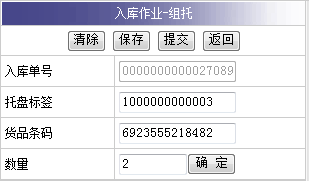 入库作业-组托
清除 保存 提交 返回
入库单号 0000000000027089
托盘标签 1000000000003
货品条码 6923555218482
数量 2 确 定